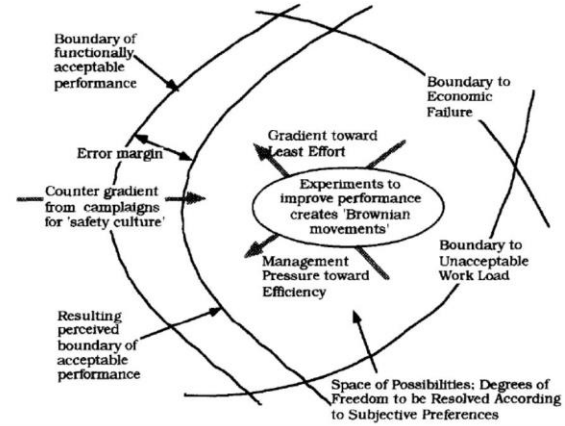 Boundary of
functionally
acceptable
performance
Boundary to
Economic
Failure
Error margin
Gradient toward
Least Effort
Counter gradient
from campaigns
for 'safety culture'
Experiments to
improve performance
creates 'Brownian
movements'
Management
Pressure toward
Efficiency
Boundary to
Unacceptable
Work Load
Resulting
perceived
boundary of
acceptable
performance
Space of Possibilities; Degrees of
Freedom to be Resolved According
to Subjective Preferences